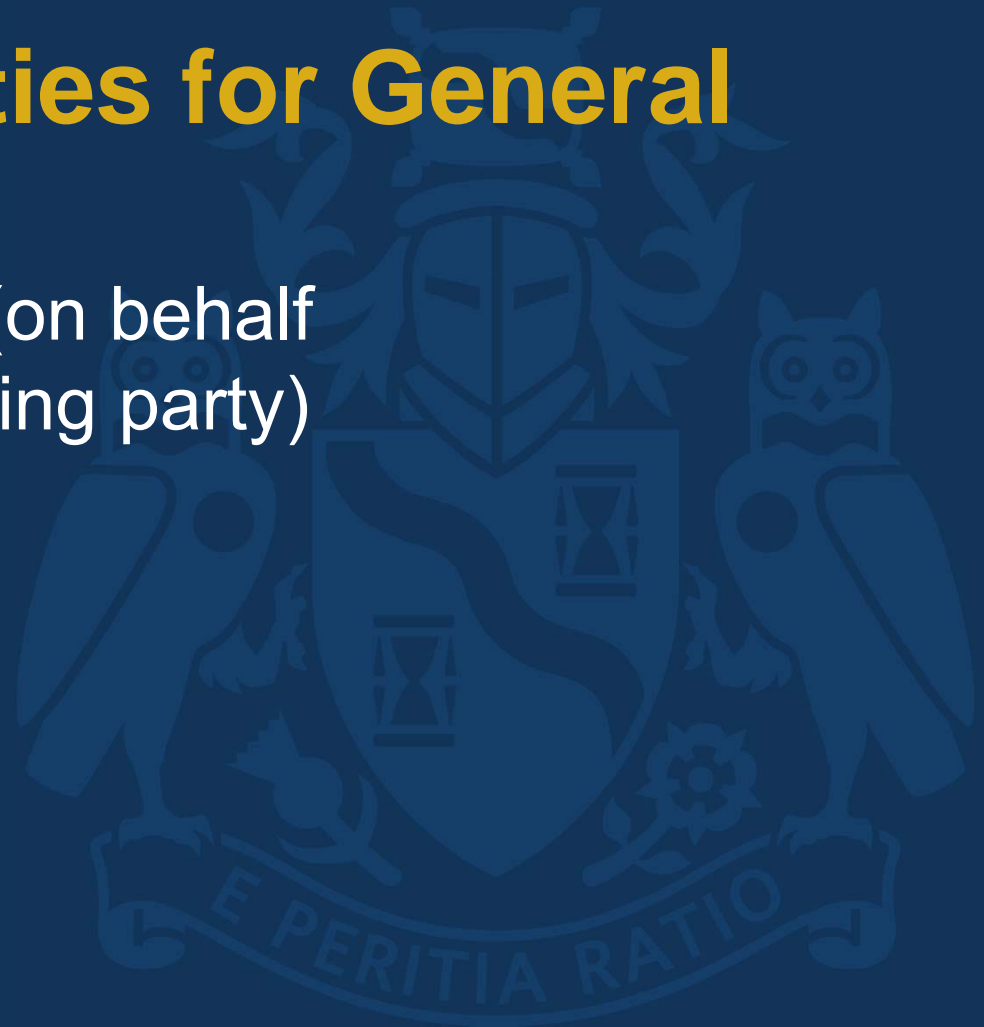 ties for General
(on behalf
ing party)
E PERITIA RATIO